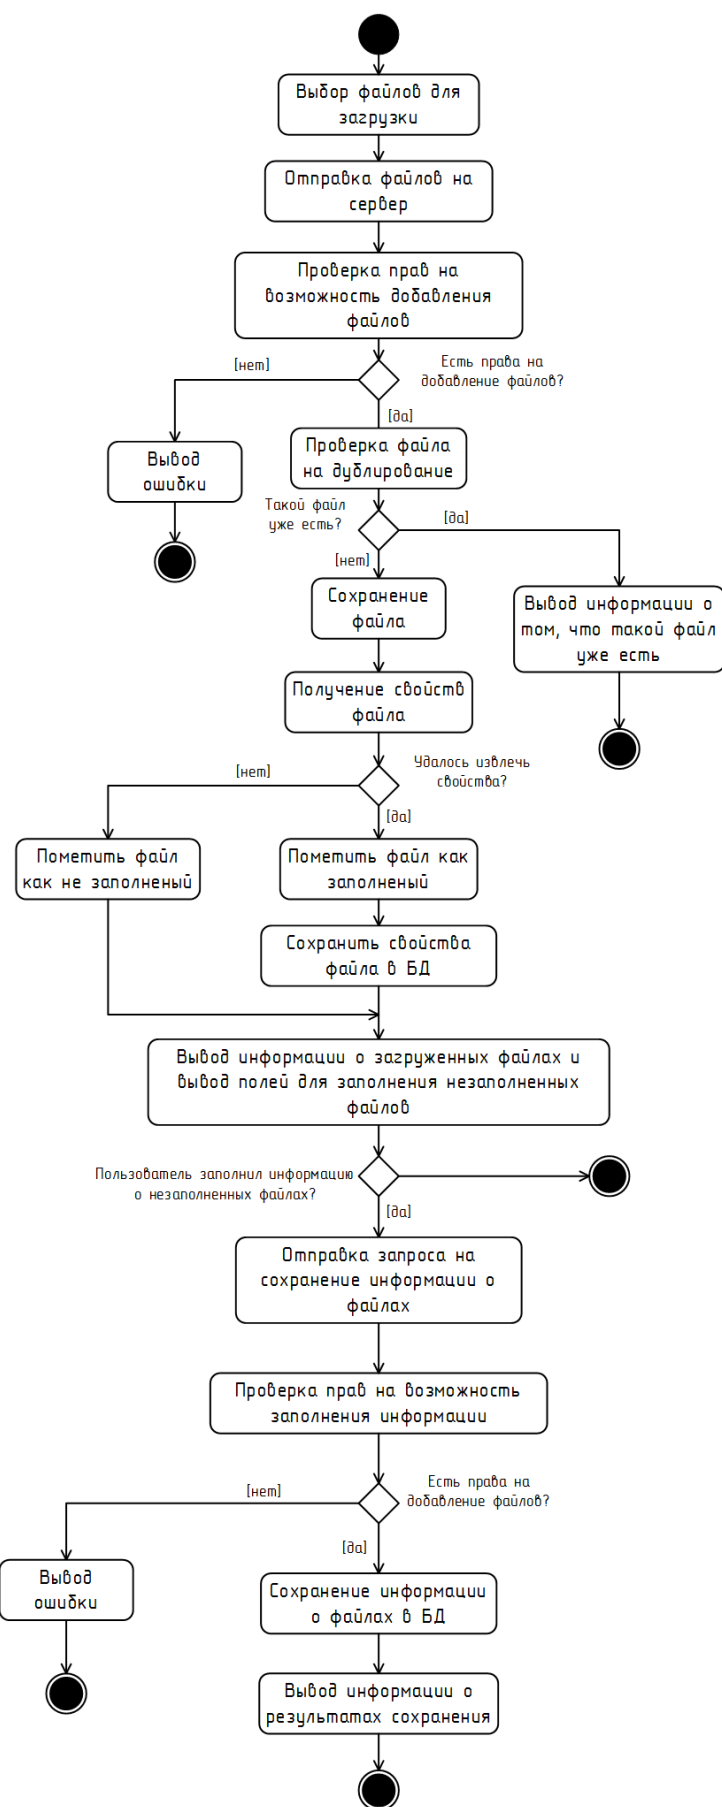 Выбор файлов для
загрузки
Отправка файлов на
сервер
Проверка прав на
возможность добавления
файлов
[нет]
Есть права на
добавление файлов?
[да]
Вывод
ошибки
Проверка файла
на дублирование
Такой файл
уже есть?
[да]
[нет]
Сохранение
файла
Вывод информации о
том, что такой файл
уже есть
Получение свойств
файла
[нет]
Удалось извлечь
свойства?
[да]
Пометить файл
как не заполненый
Пометить файл как
заполненый
Сохранить свойства
файла в БД
Вывод информации о загруженных файлах и
вывод полей для заполнения незаполненных
файлов
Пользователь заполнил информацию
о незаполненных файлах?
[да]
Отправка запроса на
сохранение информации о
файлах
Проверка прав на возможность
заполнения информации
[нет]
Есть права на
добавление файлов?
[да]
Вывод
ошибки
Сохранение информации
о файлах в БД
Вывод информации о
результатах сохранения